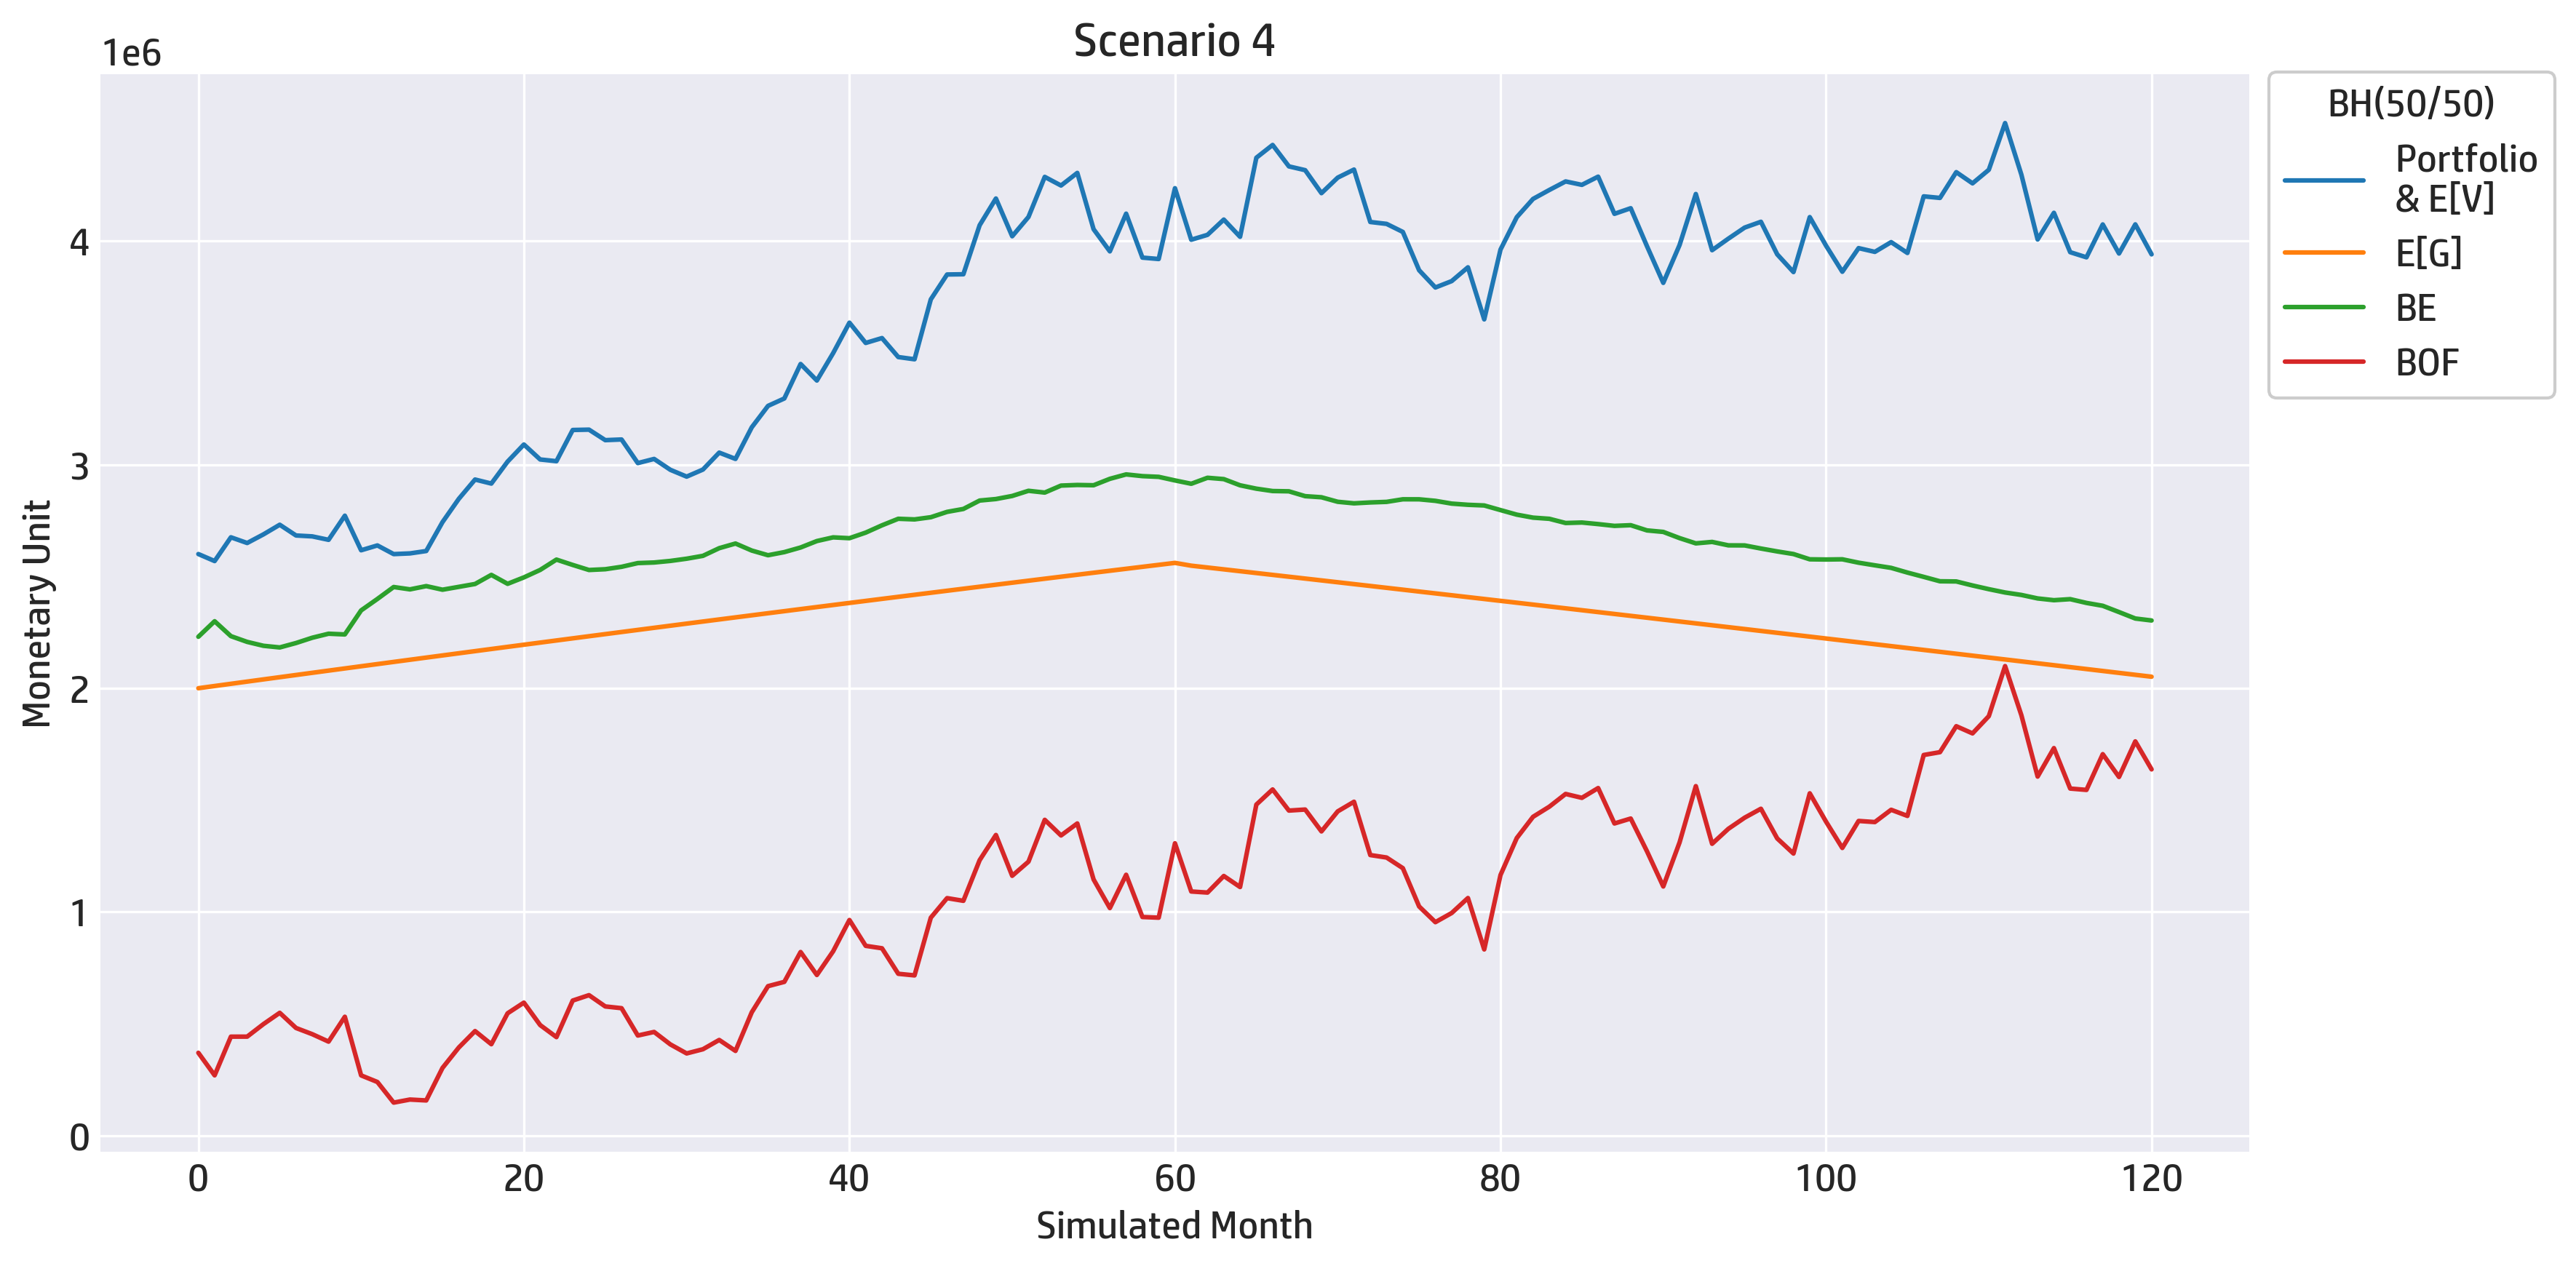 Scenario 4
1e6
BH(50/50)
Portfolio
& E[V]
E[G]
BE
BOF
Monetary Unit
4
3
2
1
0
0 20 40 60 80 100 120
Simulated Month